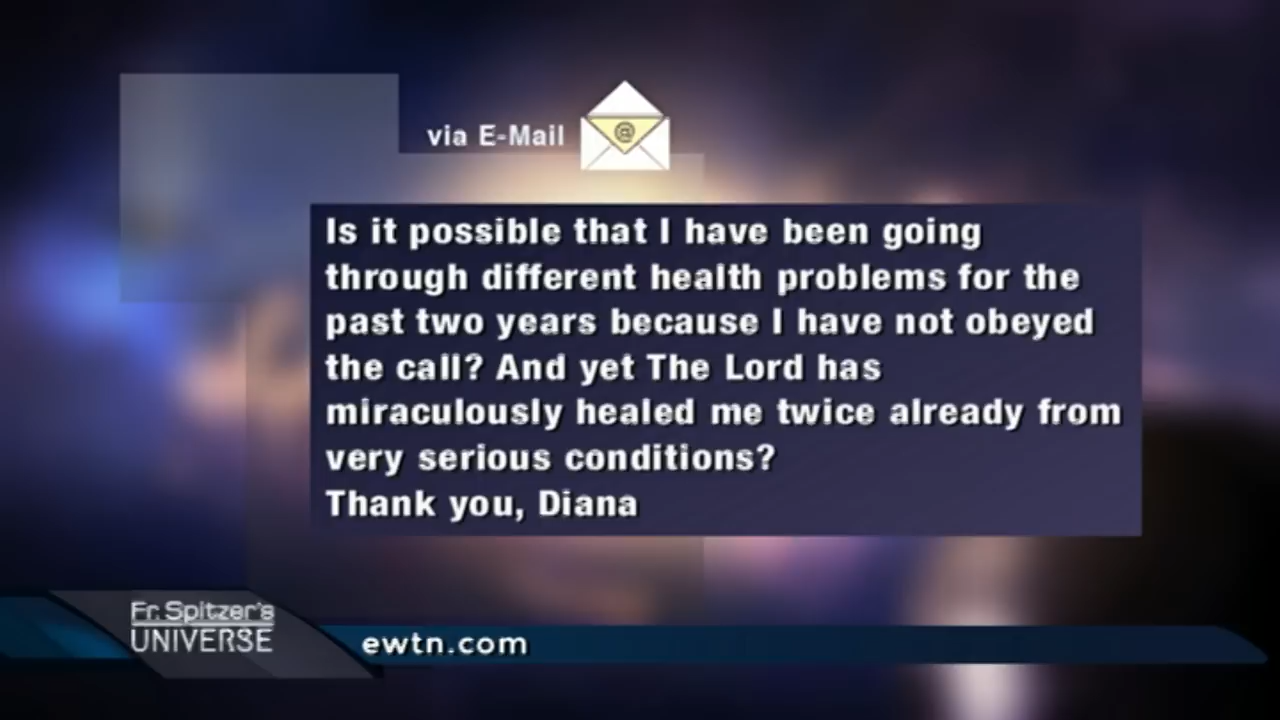 via E-Mail
@
Is it possible that I have been going
through different health problems for the
past two years because I have not obeyed
the call? And yet The Lord has
miraculously healed me twice already from
very serious conditions?
Thank you, Diana
Fr. Spitzer's
UNIVERSE
ewtn.com